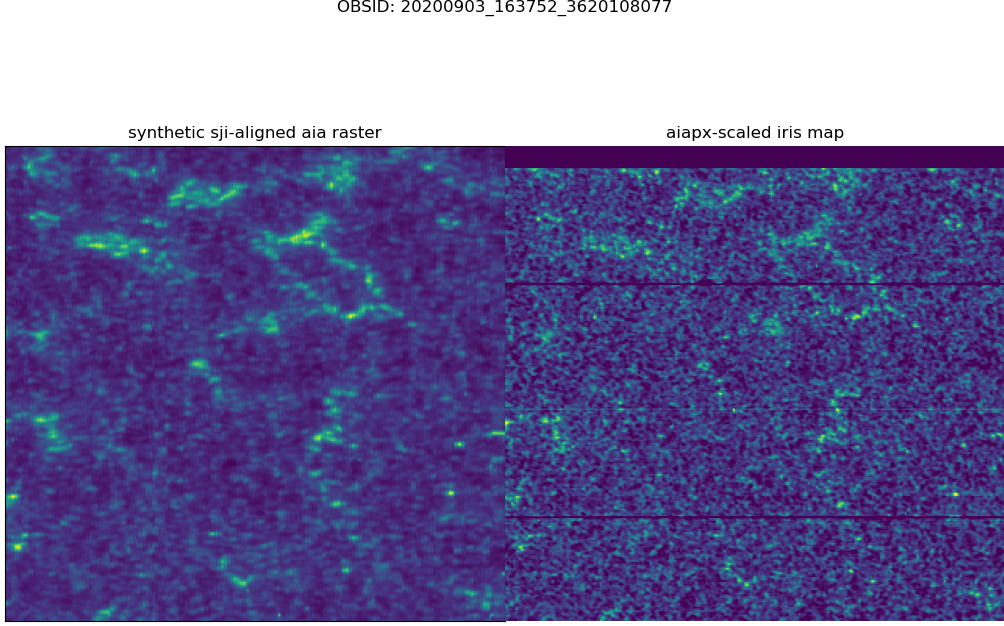 OBSID: 20200903_163752_3620108077
synthetic sji-aligned aia raster
aiapx-scaled iris map